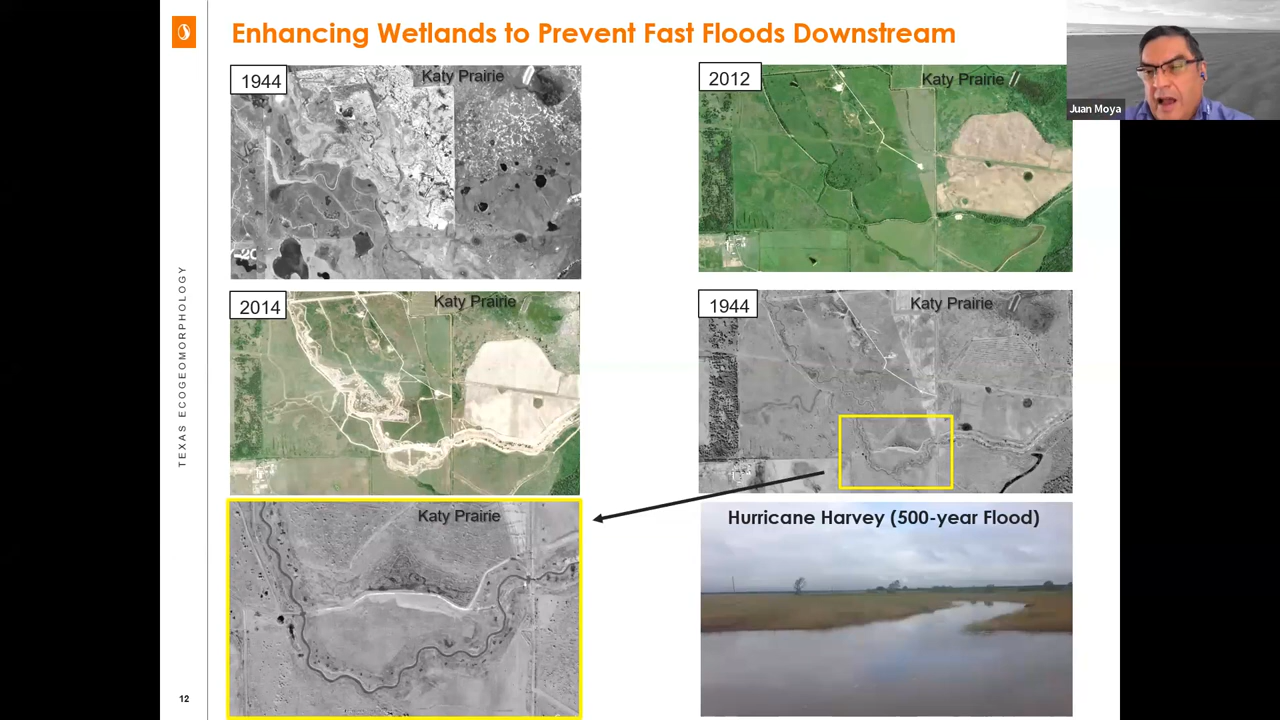 Enhancing Wetlands to Prevent Fast Floods Downstream
1944
Katy Prairie
2012
Katy Prairie
Juan Moya
2014
Katy Prairie
1944
Katy Prairie
TEXAS ECOGEOMORPHOLOGY
Katy Prairie
Hurricane Harvey (500-year Flood)
12